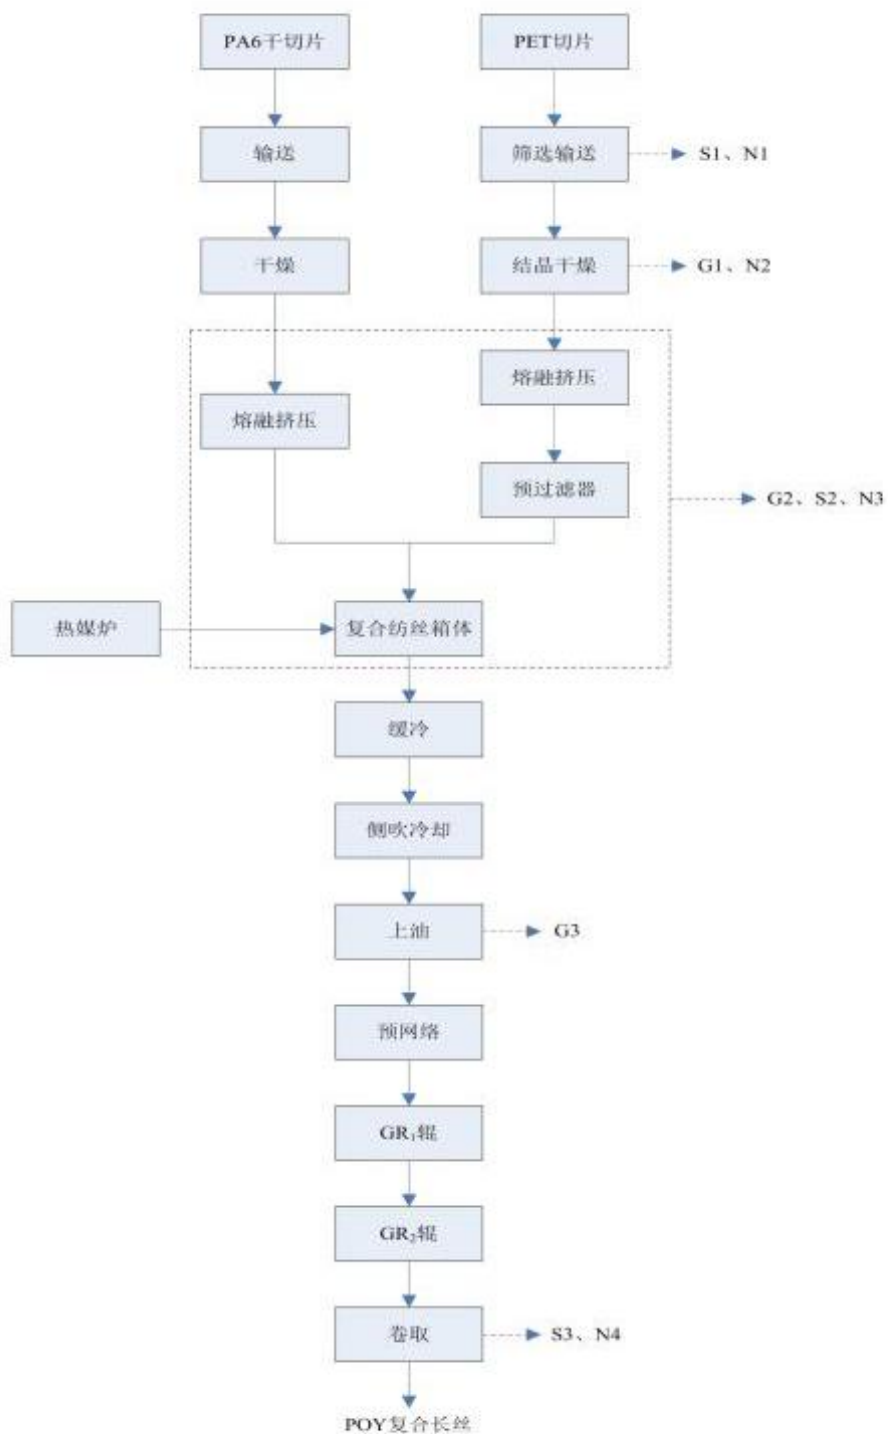 PA6干切片
PET切片
输送
筛选输送
S1、N1
干燥
结晶干燥
G1、N2
熔融挤压
熔融挤压
预过滤器
G2、S2、N3
热媒炉
复合纺丝箱体
缓冷
侧吹冷却
上油
G3
预网络
GR₁辊
GR₂辊
卷取
S3、N4
POY复合长丝